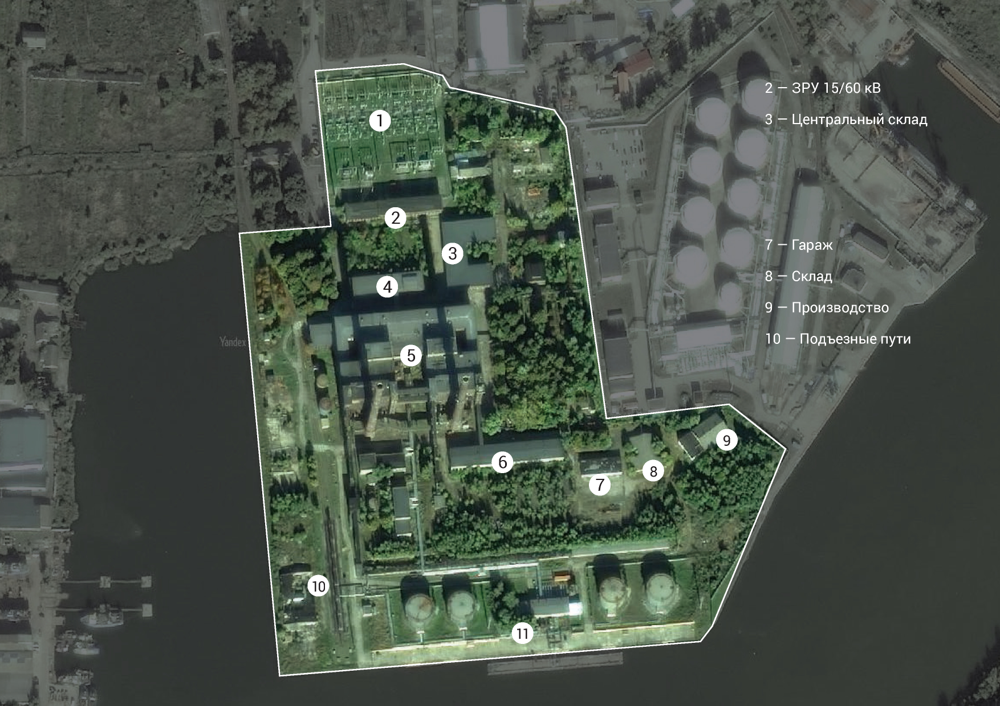 2 — ЗРУ 15/60 кВ
3 — Центральный склад
7 — Гараж
8 — Склад
9 — Производство
10 — Подъезные пути
Yandex
1
2
3
4
5
6
7
8
9
10
11